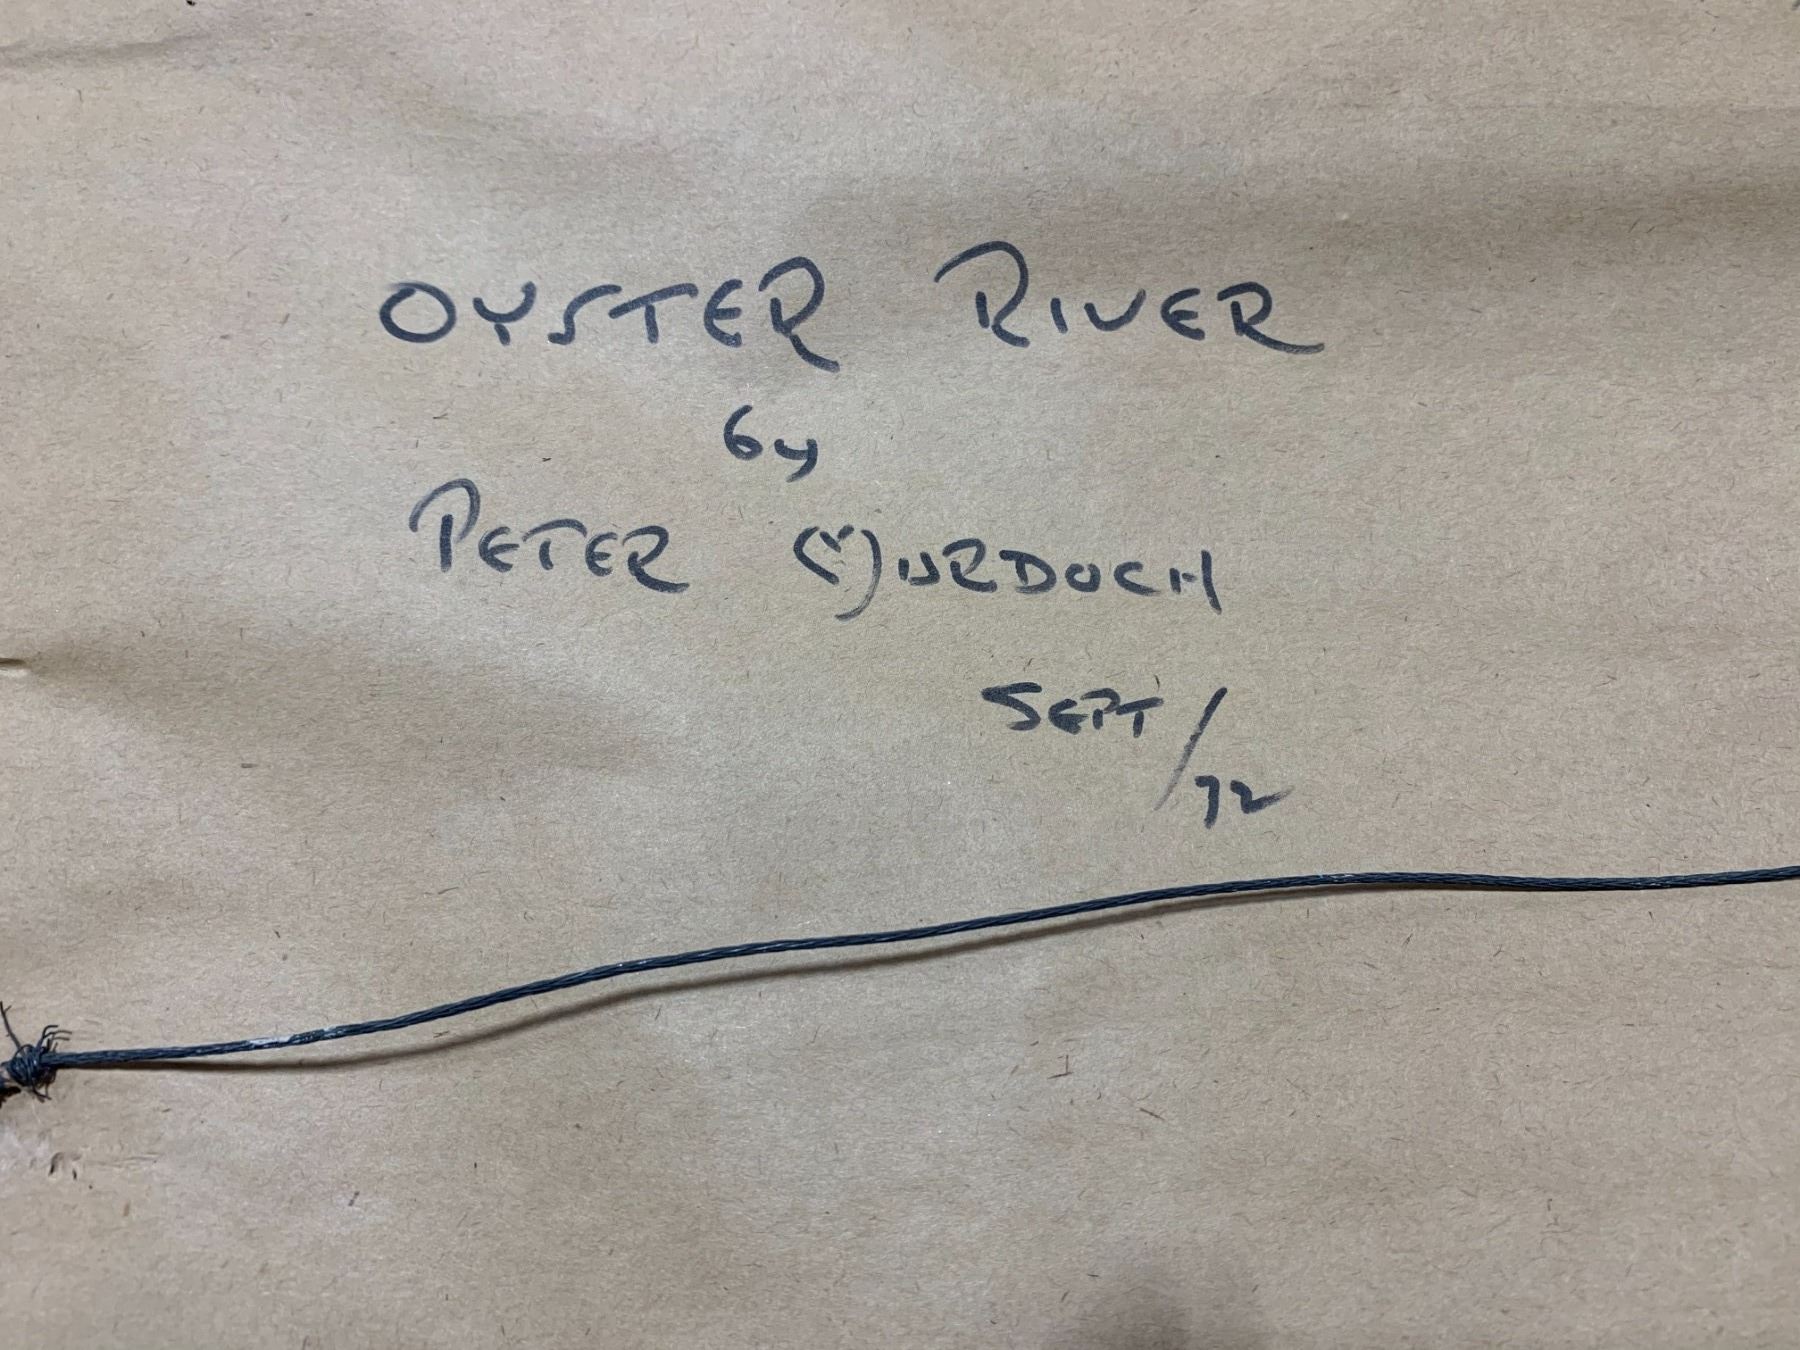 OYSTER RIVER
by
PETER MURDOCH
SEPT/72